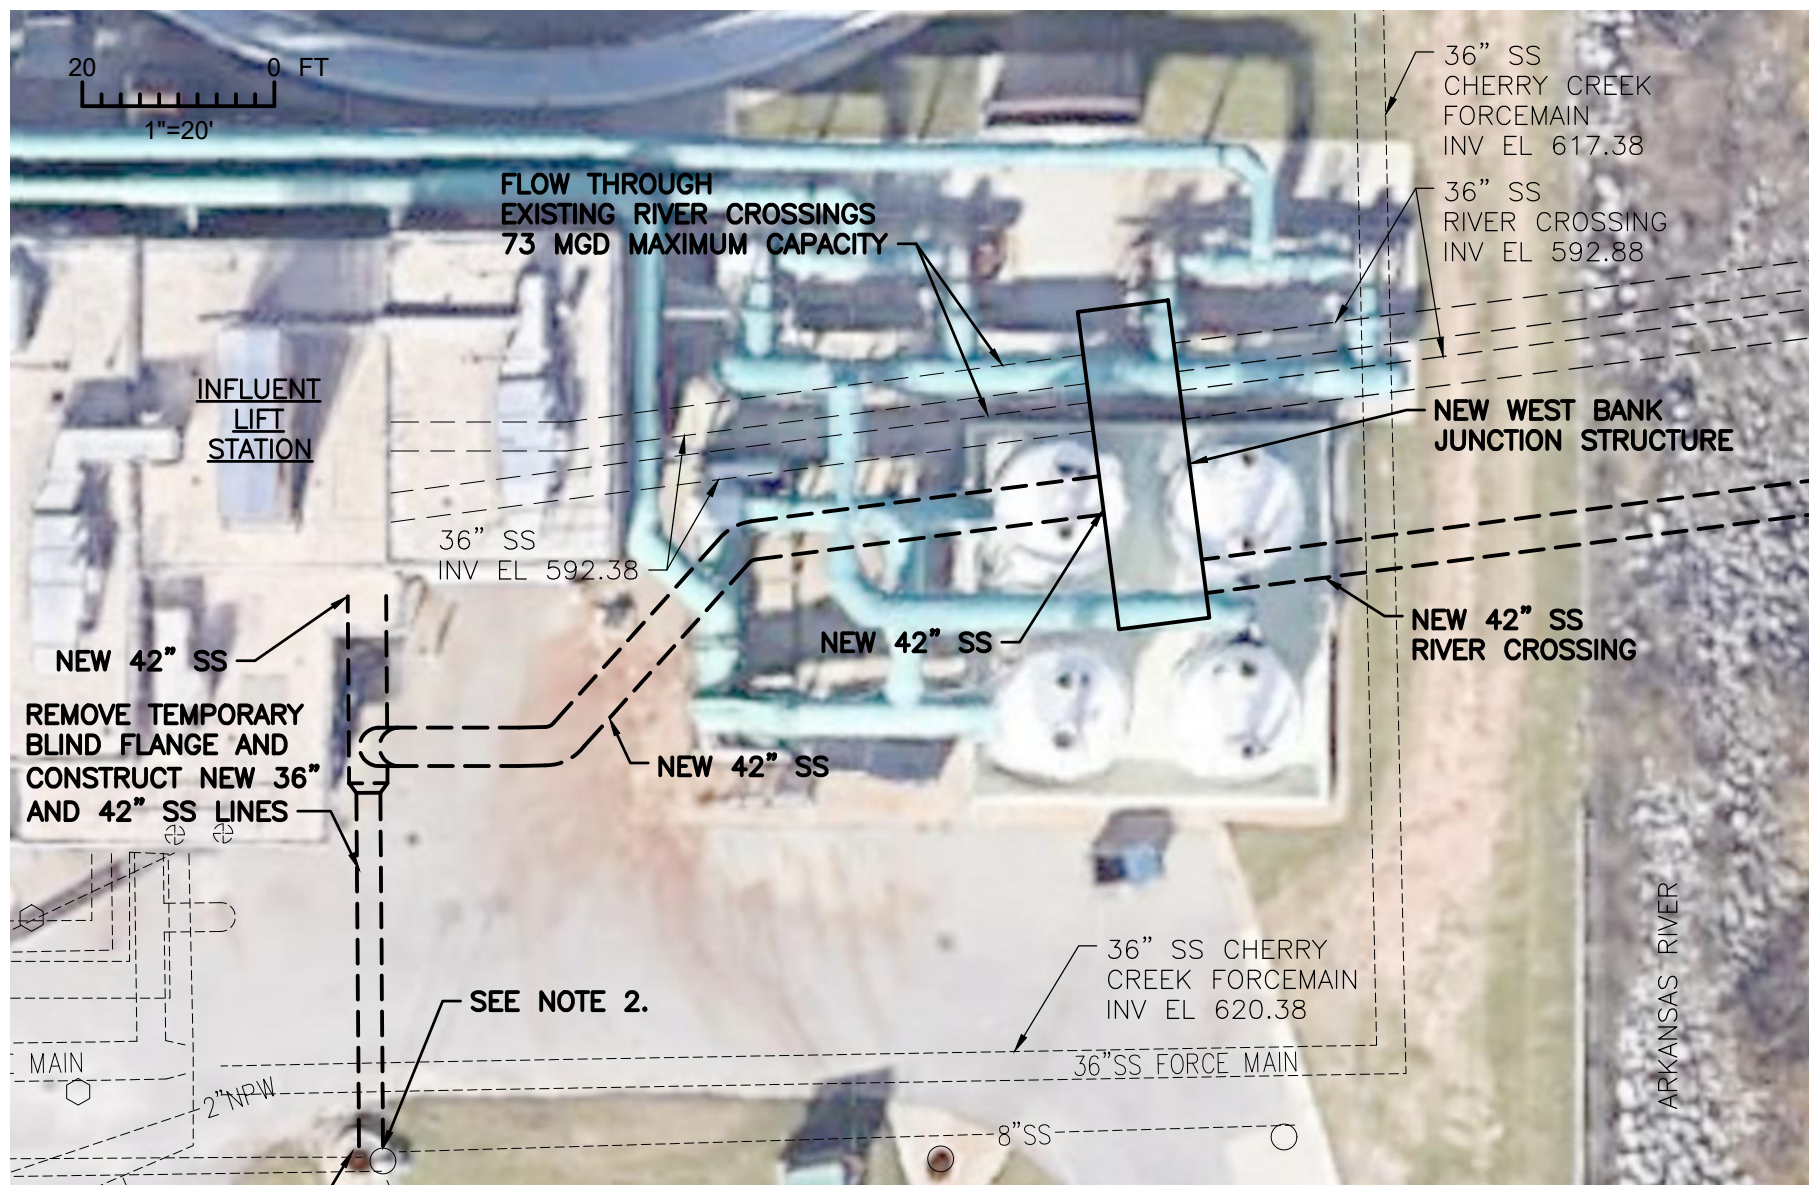 20 0 FT
1"=20'
36" SS
CHERRY CREEK
FORCEMAIN
INV EL 617.38
FLOW THROUGH
EXISTING RIVER CROSSINGS
73 MGD MAXIMUM CAPACITY
36" SS
RIVER CROSSING
INV EL 592.88
INFLUENT
LIFT
STATION
NEW WEST BANK
JUNCTION STRUCTURE
36" SS
INV EL 592.38
NEW 42" SS
NEW 42" SS
NEW 42" SS
RIVER CROSSING
REMOVE TEMPORARY
BLIND FLANGE AND
CONSTRUCT NEW 36"
AND 42" SS LINES
NEW 42" SS
36" SS CHERRY
CREEK FORCEMAIN
INV EL 620.38
SEE NOTE 2.
ARKANSAS RIVER
MAIN
36"SS FORCE MAIN
2"NPW
8"SS